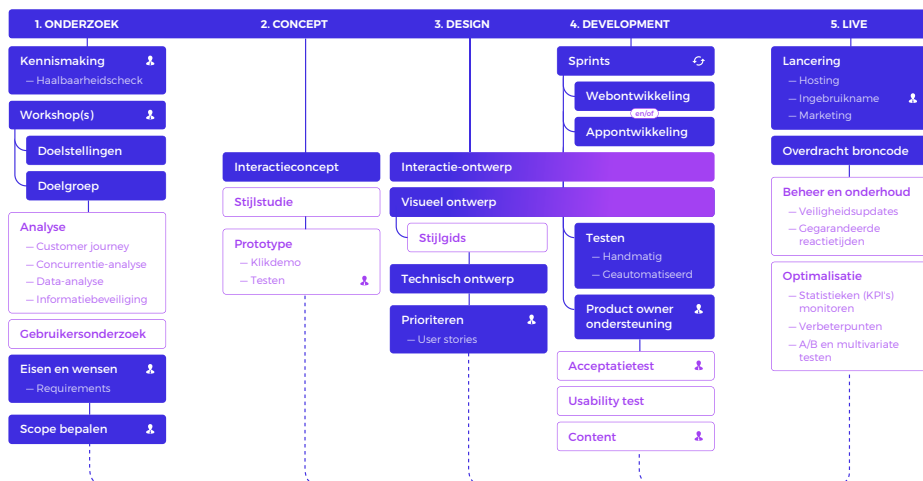 1. ONDERZOEK
2. CONCEPT
3. DESIGN
4. DEVELOPMENT
5. LIVE
Kennismaking
— Haalbaarheidscheck
Workshop(s)
Doelstellingen
Doelgroep
Analyse
— Customer journey
— Concurrentie-analyse
— Data-analyse
— Informatiebeveiliging
Gebruikersonderzoek
Eisen en wensen
— Requirements
Scope bepalen
Interactieconcept
Stijlstudie
Prototype
— Klikdemo
— Testen
Interactie-ontwerp
Visueel ontwerp
Stijlgids
Technisch ontwerp
Prioriteren
— User stories
Sprints
Webontwikkeling
en/of
Appontwikkeling
Testen
— Handmatig
— Geautomatiseerd
Product owner
ondersteuning
Acceptatietest
Usability test
Content
Lancering
— Hosting
— Ingebruikname
— Marketing
Overdracht broncode
Beheer en onderhoud
— Veiligheidsupdates
— Gegarandeerde
reactietijden
Optimalisatie
— Statistieken (KPI's)
monitoren
— Verbeterpunten
— A/B en multivariate
testen